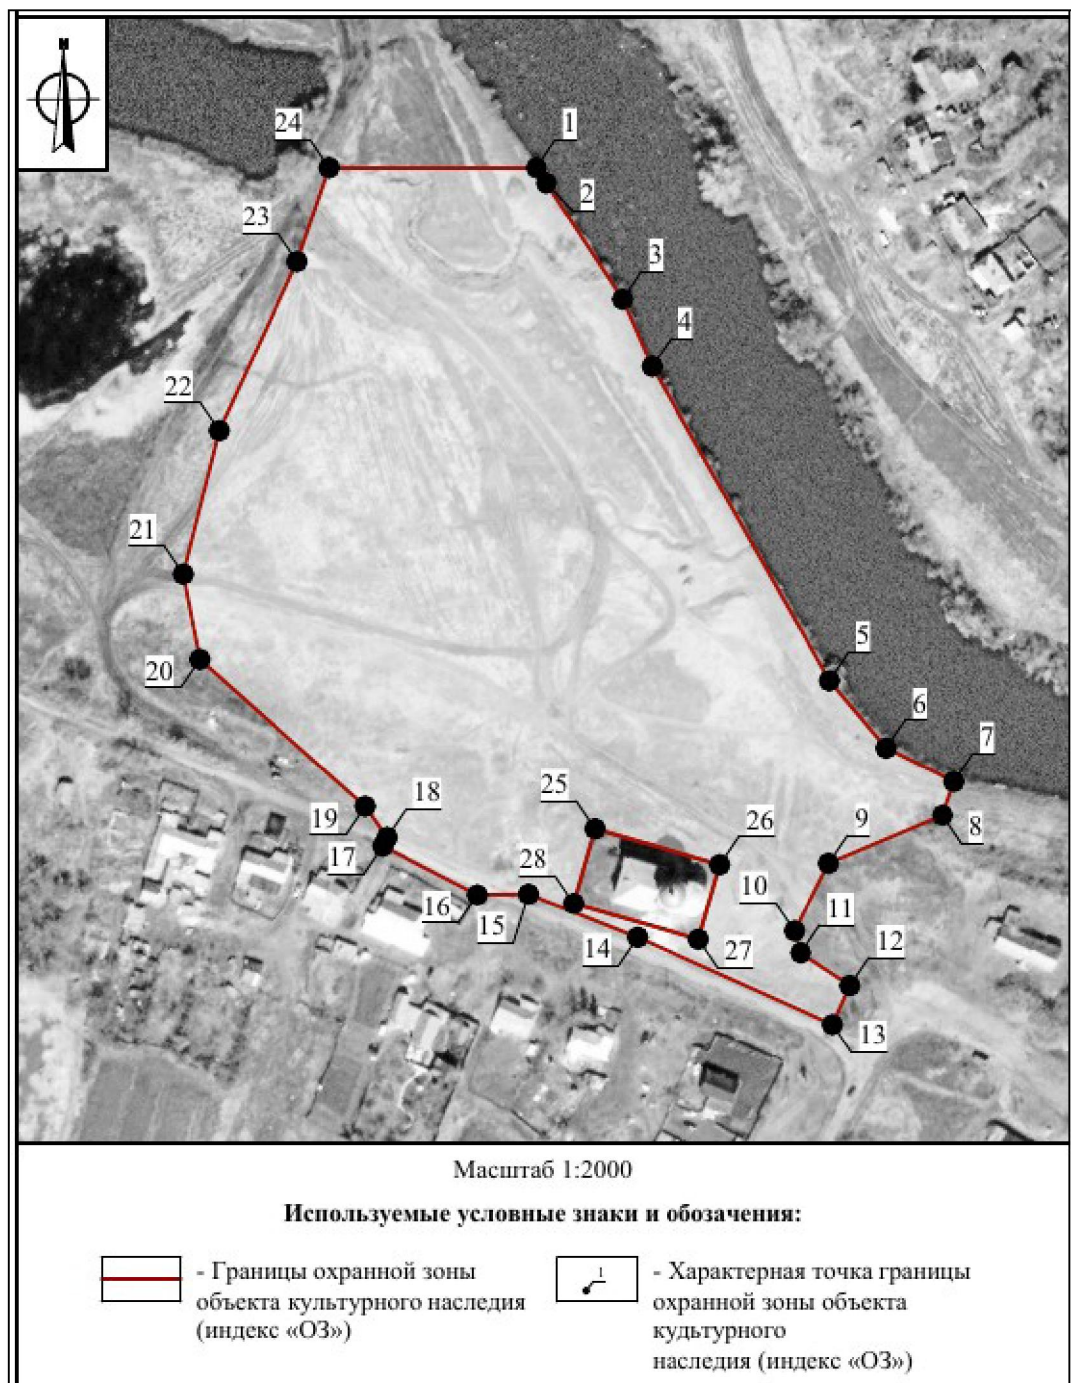 N
24
1
2
23
3
4
22
21
5
20
6
7
18
25
19
8
26
9
17
28
10
11
16
12
15
14
27
13
Масштаб 1:2000
Используемые условные знаки и обозачения:
- Границы охранной зоны
объекта культурного наследия
(индекс «ОЗ»)
1
- Характерная точка границы
охранной зоны объекта
кудьтурного
наследия (индекс «ОЗ»)